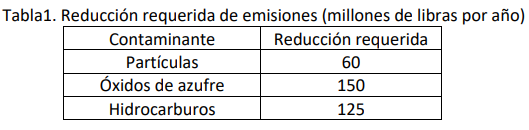 Tabla1. Reducción requerida de emisiones (millones de libras por año)
Contaminante Reducción requerida
Partículas 60
Óxidos de azufre 150
Hidrocarburos 125